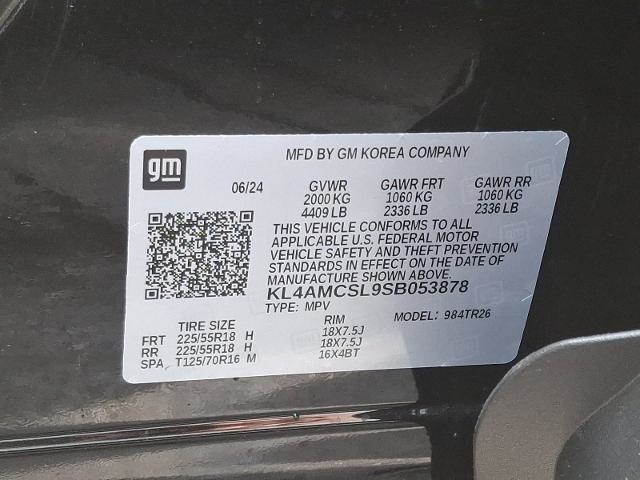 gm
MFD BY GM KOREA COMPANY
06/24 GVWR GAWR FRT GAWR RR
2000 KG 1060 KG 1060 KG
4409 LB 2336 LB 2336 LB
THIS VEHICLE CONFORMS TO ALL
APPLICABLE U.S. FEDERAL MOTOR
VEHICLE SAFETY AND THEFT PREVENTION
STANDARDS IN EFFECT ON THE DATE OF
MANUFACTURE SHOWN ABOVE.
KL4AMCSL9SB053878
TYPE: MPV MODEL: 984TR26
TIRE SIZE RIM
FRT 225/55R18 H 18X7.5J
RR 225/55R18 H 18X7.5J
SPA T125/70R16 M 16X4BT